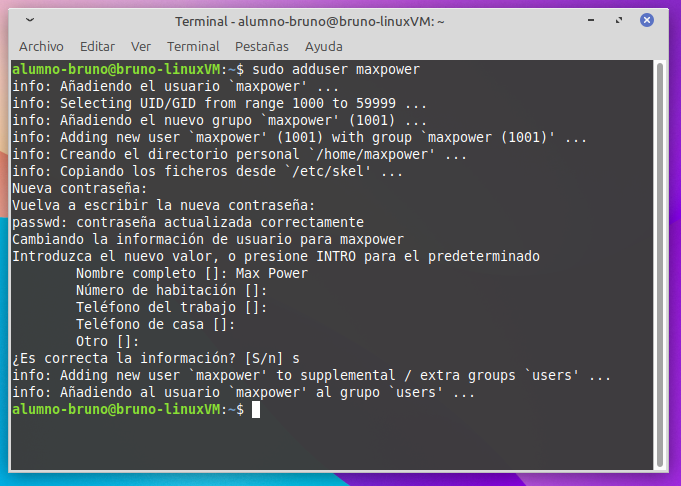 Terminal - alumno-bruno@bruno-linuxVM: ~
Archivo Editar Ver Terminal Pestañas Ayuda
alumno-bruno@bruno-linuxVM:~$ sudo adduser maxpower
info: Añadiendo el usuario `maxpower' ...
info: Selecting UID/GID from range 1000 to 59999 ...
info: Añadiendo el nuevo grupo `maxpower' (1001) ...
info: Adding new user `maxpower' (1001) with group `maxpower (1001)' ...
info: Creando el directorio personal `/home/maxpower' ...
info: Copiando los ficheros desde `/etc/skel' ...
Nueva contraseña:
Vuelva a escribir la nueva contraseña:
passwd: contraseña actualizada correctamente
Cambiando la información de usuario para maxpower
Introduzca el nuevo valor, o presione INTRO para el predeterminado
        Nombre completo []: Max Power
        Número de habitación []:
        Teléfono del trabajo []:
        Teléfono de casa []:
        Otro []:
¿Es correcta la información? [S/n] s
info: Adding new user `maxpower' to supplemental / extra groups `users' ...
info: Añadiendo al usuario `maxpower' al grupo `users' ...
alumno-bruno@bruno-linuxVM:~$